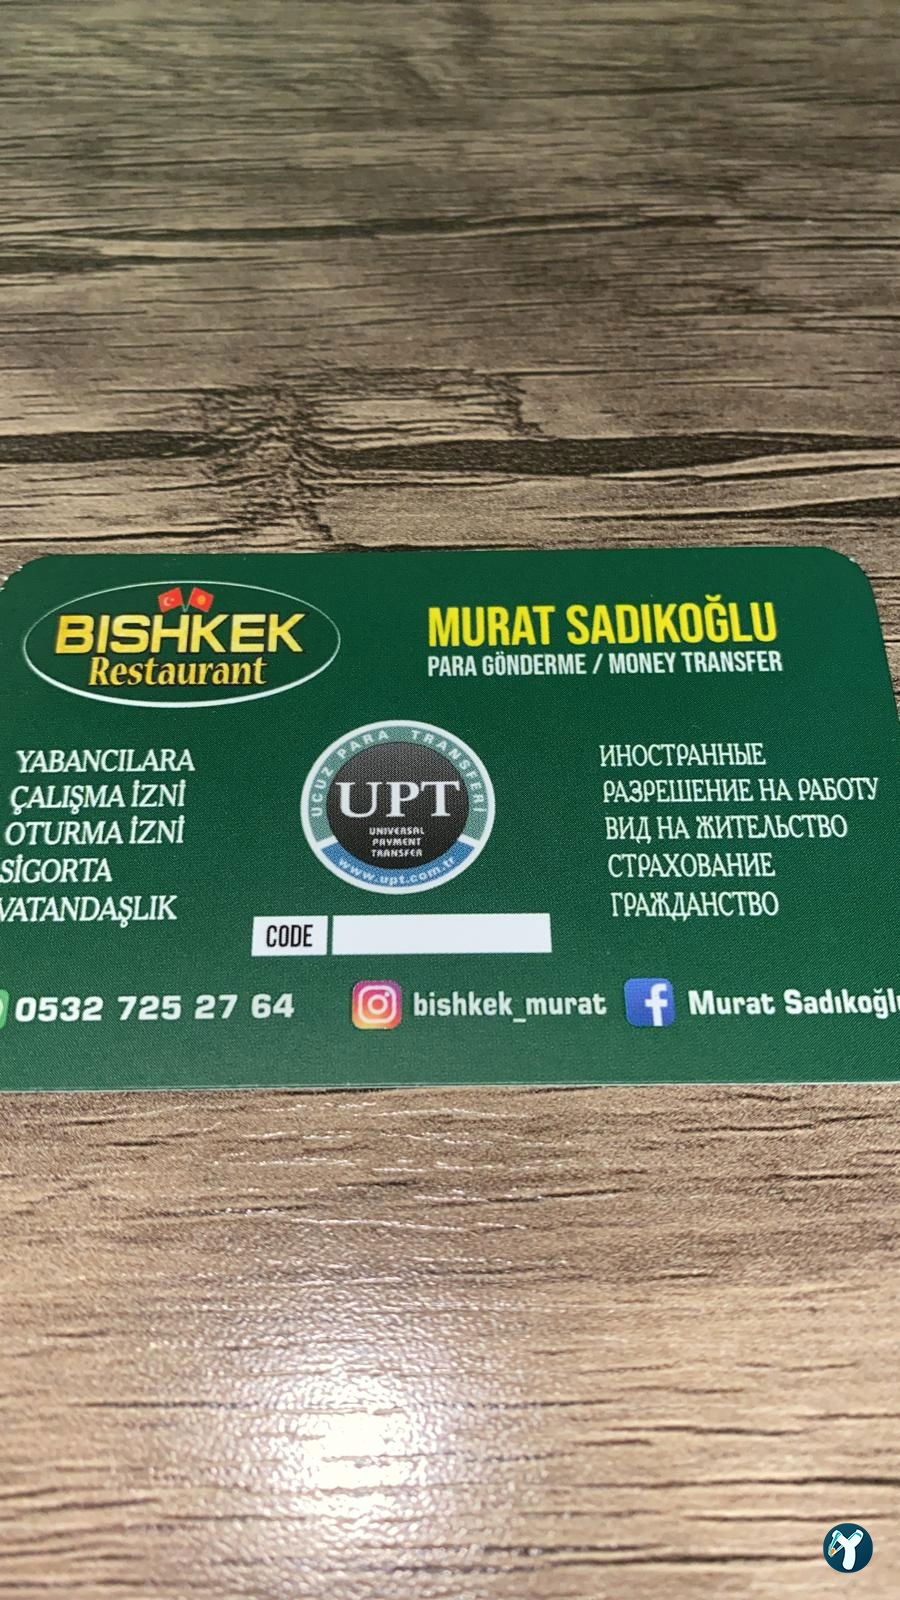 BISHKEK
Restaurant
MURAT SADIKOĞLU
PARA GÖNDERME / MONEY TRANSFER
YABANCILARA
ÇALIŞMA İZNİ
OTURMA İZNİ
SİGORTA
VATANDAŞLIK
UCUZ PARA TRANSFERİ
UPT
UNIVERSAL
PAYMENT
TRANSFER
www.upt.com.tr
CODE
ИНОСТРАННЫЕ
РАЗРЕШЕНИЕ НА РАБОТУ
ВИД НА ЖИТЕЛЬСТВО
СТРАХОВАНИЕ
ГРАЖДАНСТВО
0532 725 27 64 bishkek_murat Murat Sadıkoğlu